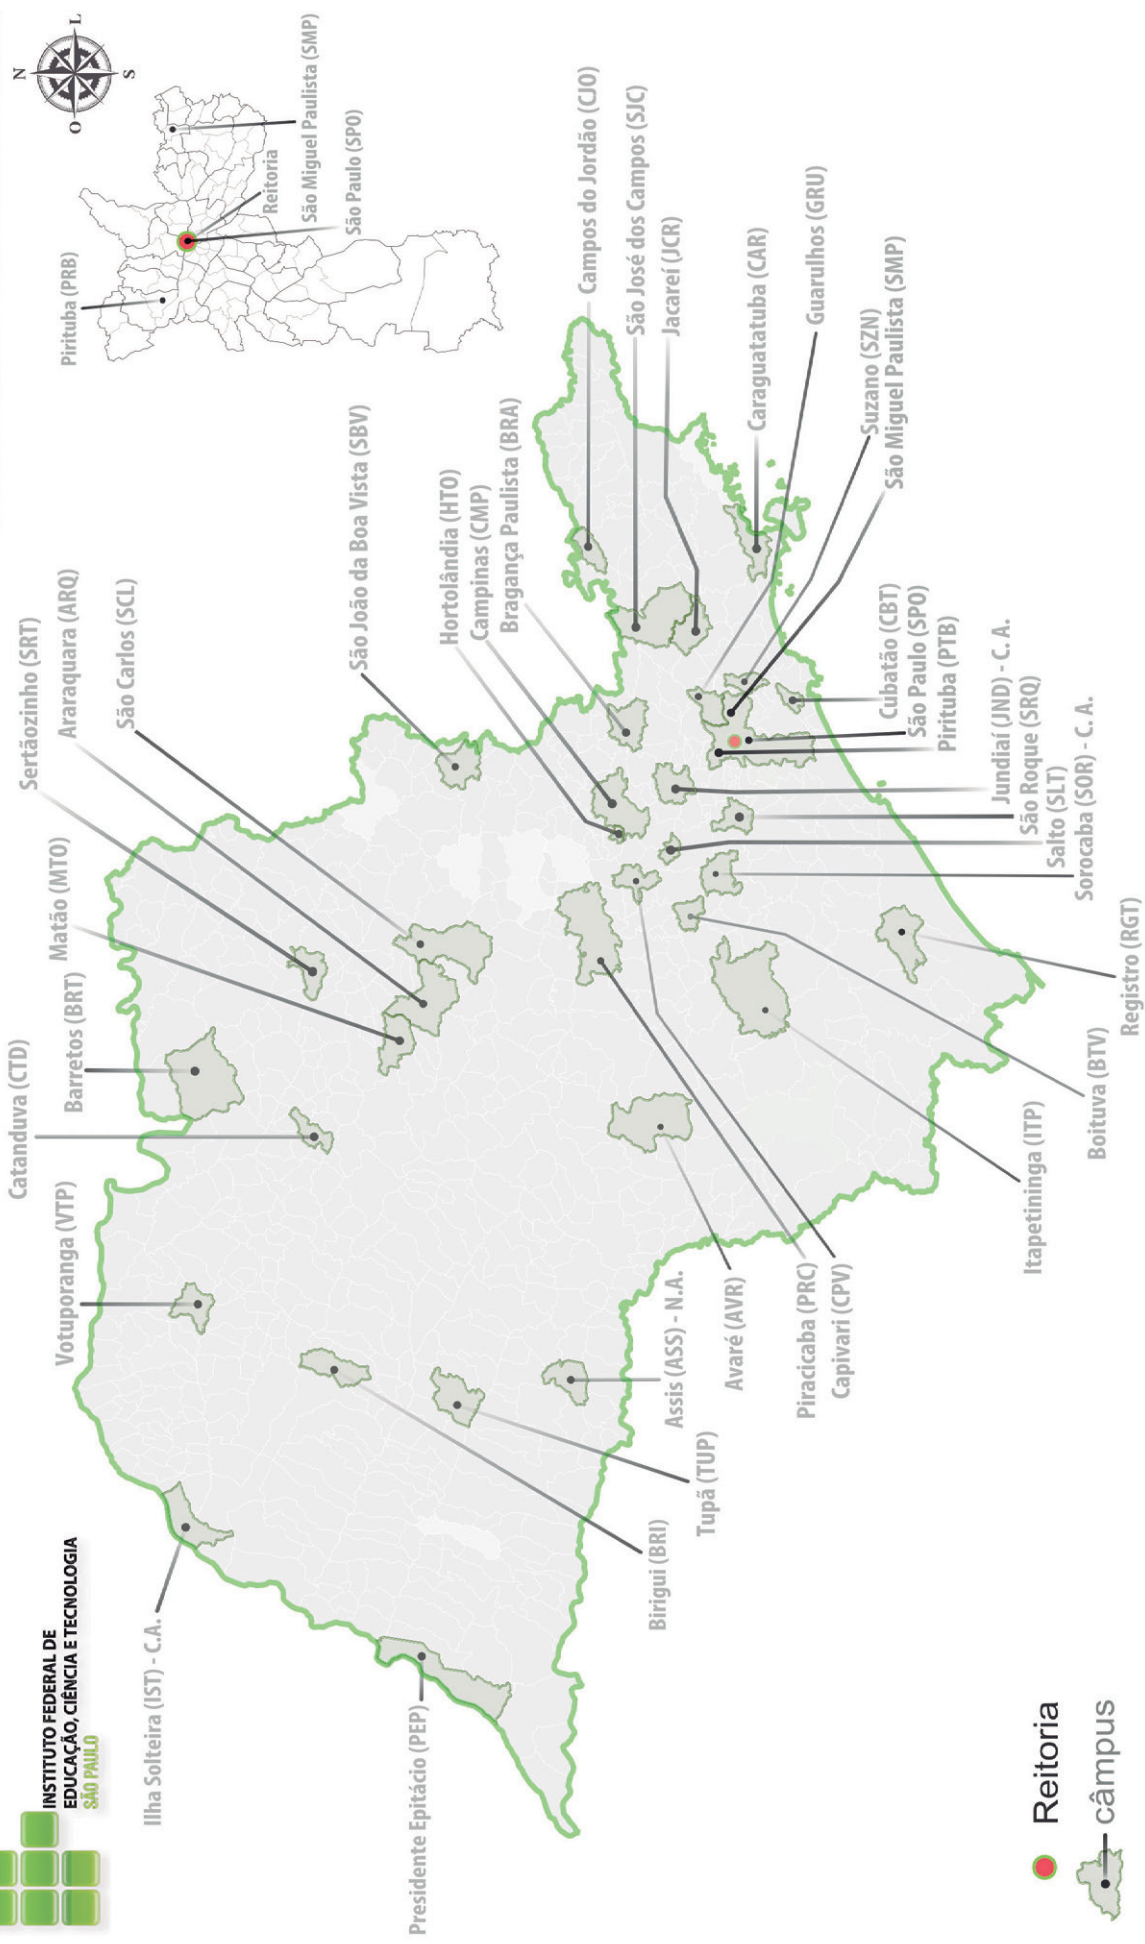 INSTITUTO FEDERAL DE
EDUCAÇÃO, CIÊNCIA E TECNOLOGIA
SÃO PAULO
Ilha Solteira (IST) - C.A.
Presidente Epitácio (PEP)
Votuporanga (VTP)
Catanduva (CTD)
Barretos (BRT)
Matão (MTO)
Sertãozinho (SRT)
Araraquara (ARQ)
São Carlos (SCL)
São João da Boa Vista (SBV)
Hortolândia (HTO)
Campinas (CMP)
Bragança Paulista (BRA)
Campos do Jordão (CJO)
São José dos Campos (SJC)
Jacareí (JCR)
Caraguatatuba (CAR)
Guarulhos (GRU)
Suzano (SZN)
São Miguel Paulista (SMP)
Cubatão (CBT)
São Paulo (SPO)
Pirituba (PTB)
Jundiaí (JND) - C. A.
São Roque (SRQ)
Salto (SLT)
Sorocaba (SOR) - C. A.
Registro (RGT)
Boituva (BTV)
Itapetininga (ITP)
Piracicaba (PRC)
Capivari (CPV)
Avaré (AVR)
Assis (ASS) - N.A.
Tupã (TUP)
Birigui (BRI)
Pirituba (PRB)
Reitoria
São Miguel Paulista (SMP)
São Paulo (SPO)
N
O
L
S
Reitoria
câmpus